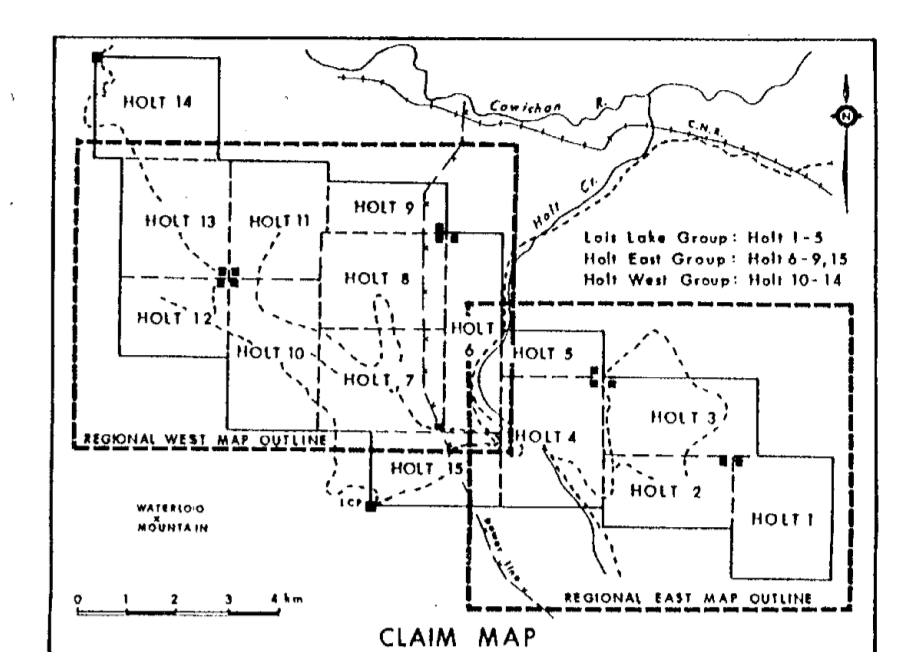 HOLT 14
Cowichan R.
N
C.N.R.
Holt Cr.
HOLT 13
HOLT 11
HOLT 9
Lois Lake Group: Holt 1-5
Holt East Group: Holt 6-9,15
Holt West Group: Holt 10-14
HOLT 8
HOLT 12
HOLT
6
HOLT 5
HOLT 10
HOLT 7
HOLT 3
REGIONAL WEST MAP OUTLINE
HOLT 4
HOLT 15
HOLT 2
LCP
WATERLOO
x
MOUNTAIN
HOLT 1
power line
0 1 2 3 4 km
REGIONAL EAST MAP OUTLINE
CLAIM MAP